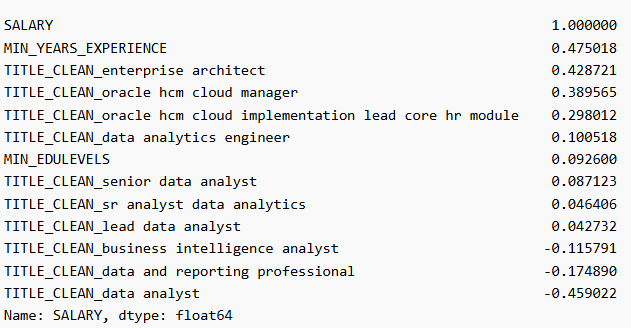 SALARY 1.000000
MIN_YEARS_EXPERIENCE 0.475018
TITLE_CLEAN_enterprise architect 0.428721
TITLE_CLEAN_oracle hcm cloud manager 0.389565
TITLE_CLEAN_oracle hcm cloud implementation lead core hr module 0.298012
TITLE_CLEAN_data analytics engineer 0.100518
MIN_EDULEVELS 0.092600
TITLE_CLEAN_senior data analyst 0.087123
TITLE_CLEAN_sr analyst data analytics 0.046406
TITLE_CLEAN_lead data analyst 0.042732
TITLE_CLEAN_business intelligence analyst -0.115791
TITLE_CLEAN_data and reporting professional -0.174890
TITLE_CLEAN_data analyst -0.459022
Name: SALARY, dtype: float64